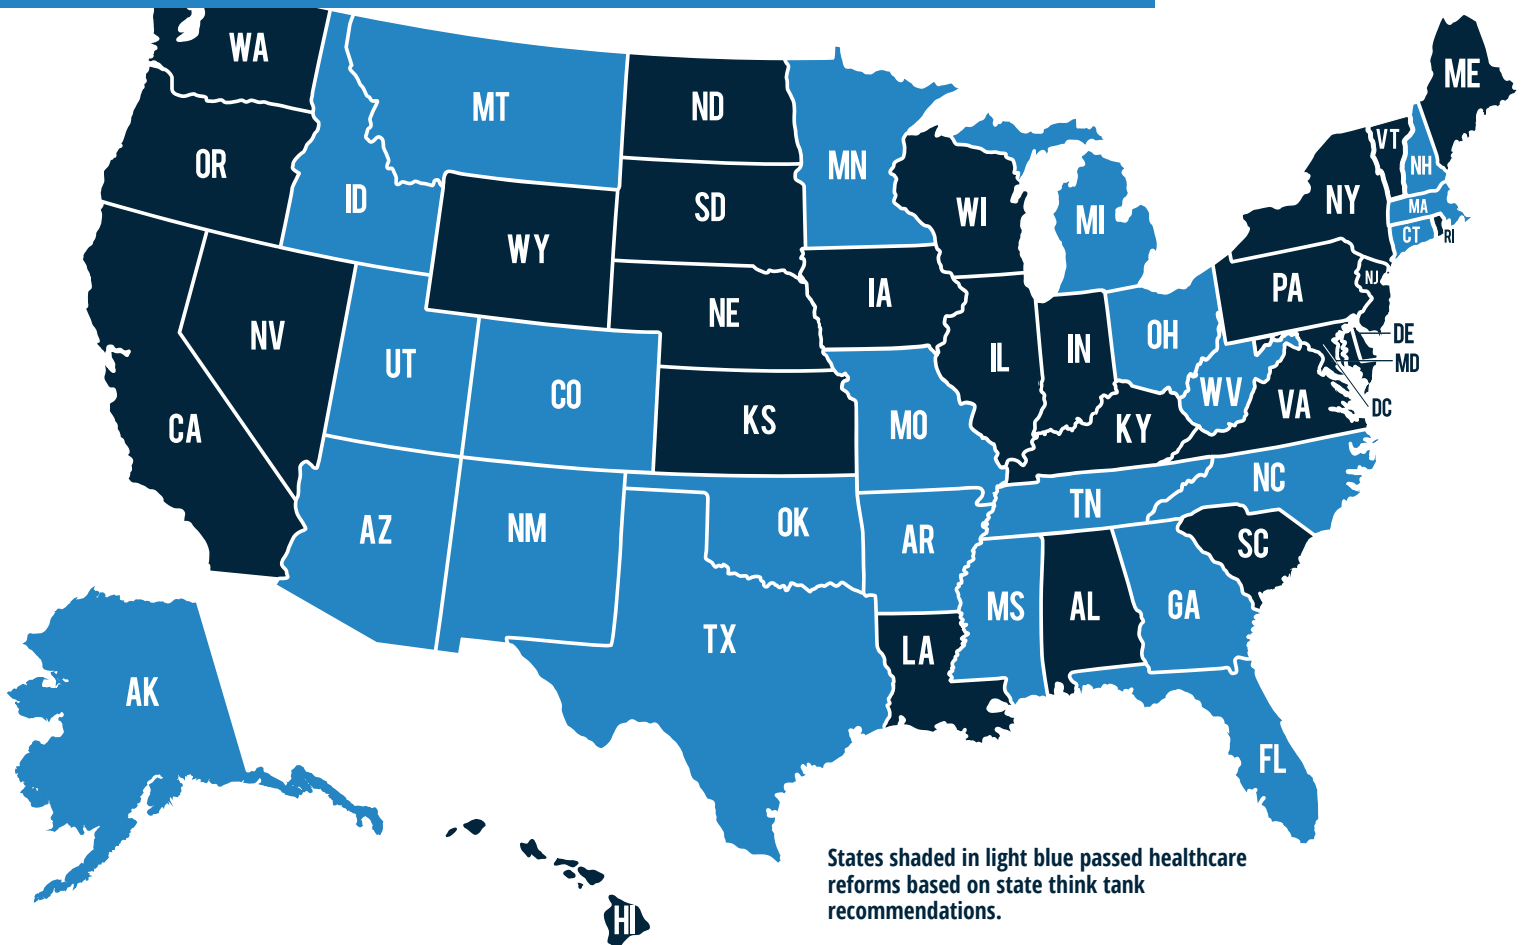 WA
MT
ND
ME
OR
ID
MN
VT
NH
SD
WI
MI
NY
MA
WY
CT
RI
NE
IA
PA
NJ
NV
UT
CO
IL
IN
OH
DE
MD
WV
VA
DC
CA
KS
MO
KY
NC
TN
AZ
NM
OK
AR
SC
TX
MS
AL
GA
LA
AK
FL
HI
States shaded in light blue passed healthcare
reforms based on state think tank
recommendations.